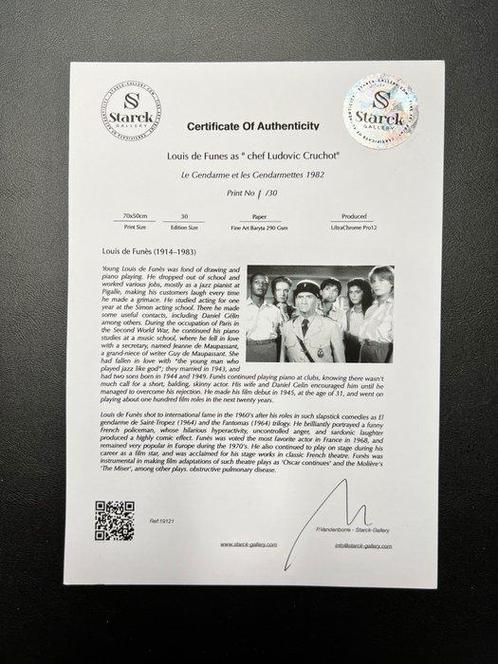 Starck
GALLERY
Starck
GALLERY
Certificate Of Authenticity
Louis de Funes as " chef Ludovic Cruchot"
Le Gendarme et les Gendarmettes 1982
Print No 1 /30
70x50cm 30 Paper Produced
Print Size Edition Size Fine Art Baryta 290 Gsm UltraChrome Pro12
Louis de Funès (1914–1983)
Young Louis de Funès was fond of drawing and
piano playing. He dropped out of school and
worked various jobs, mostly as a jazz pianist at
Pigalle, making his customers laugh every time
he made a grimace. He studied acting for one
year at the Simon acting school. There he made
some useful contacts, including Daniel Gélin
among others. During the occupation of Paris in
the Second World War, he continued his piano
studies at a music school, where he fell in love
with a secretary, named Jeanne de Maupassant,
a grand-niece of writer Guy de Maupassant. She
had fallen in love with "the young man who
played jazz like god"; they married in 1943, and
had two sons born in 1944 and 1949. Funès continued playing piano at clubs, knowing there wasn't
much call for a short, balding, skinny actor. His wife and Daniel Gelin encouraged him until he
managed to overcome his rejection. He made his film debut in 1945, at the age of 31, and went on
playing about one hundred film roles in the next twenty years.
Louis de Funès shot to international fame in the 1960's after his roles in such slapstick comedies as El
gendarme de Saint-Tropez (1964) and the Fantomas (1964) trilogy. He brilliantly portrayed a funny
French policeman, whose hilarious hyperactivity, uncontrolled anger, and sardonic laughter
produced a highly comic effect. Funès was voted the most favorite actor in France in 1968, and
remained very popular in Europe during the 1970's. He also continued to play on stage during his
career as a film star, and was acclaimed for his stage works in classic French theatre. Funès was
instrumental in making film adaptations of such theatre plays as 'Oscar continues' and the Molière's
'The Miser', among other plays. obstructive pulmonary disease.
Ref:19121
P.Vandenborre - Starck-Gallery
www.starck-gallery.com
info@starck-gallery.com